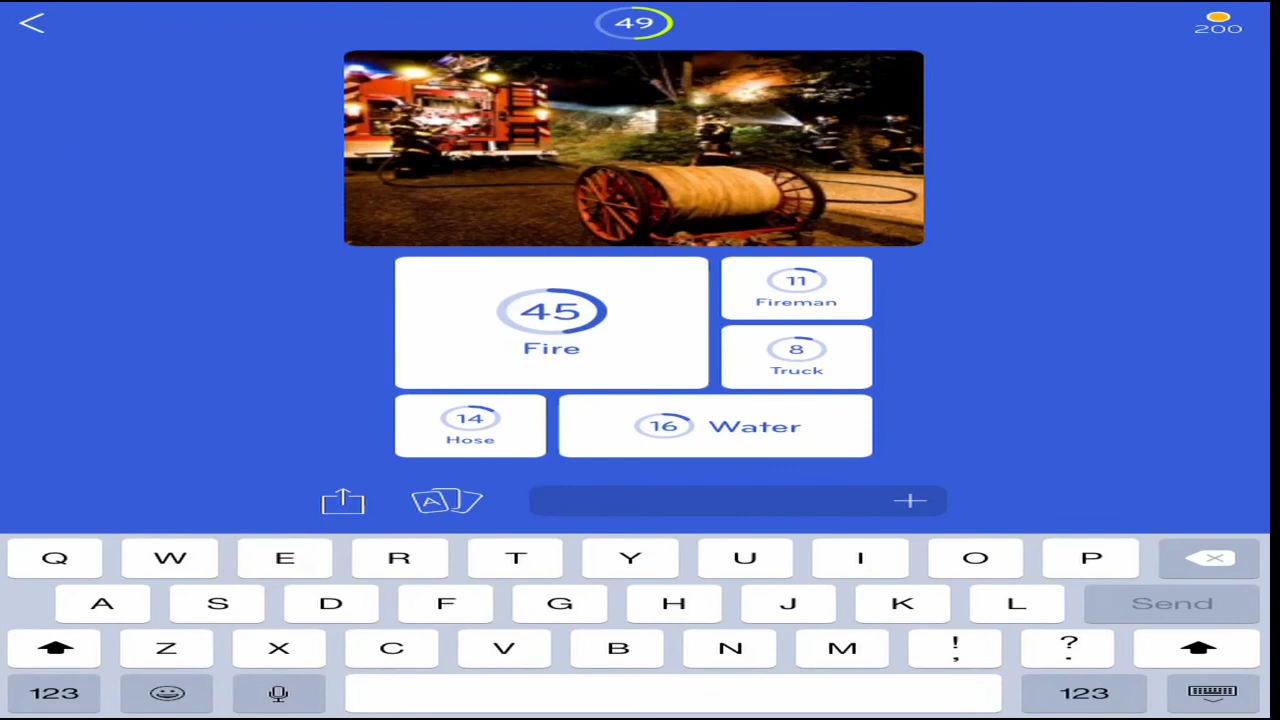 49
200
45
Fire
11
Fireman
8
Truck
14
Hose
16 Water
A J
Q W E R T Y U I O P
A S D F G H J K L Send
Z X C V B N M ! , ? .
123 123